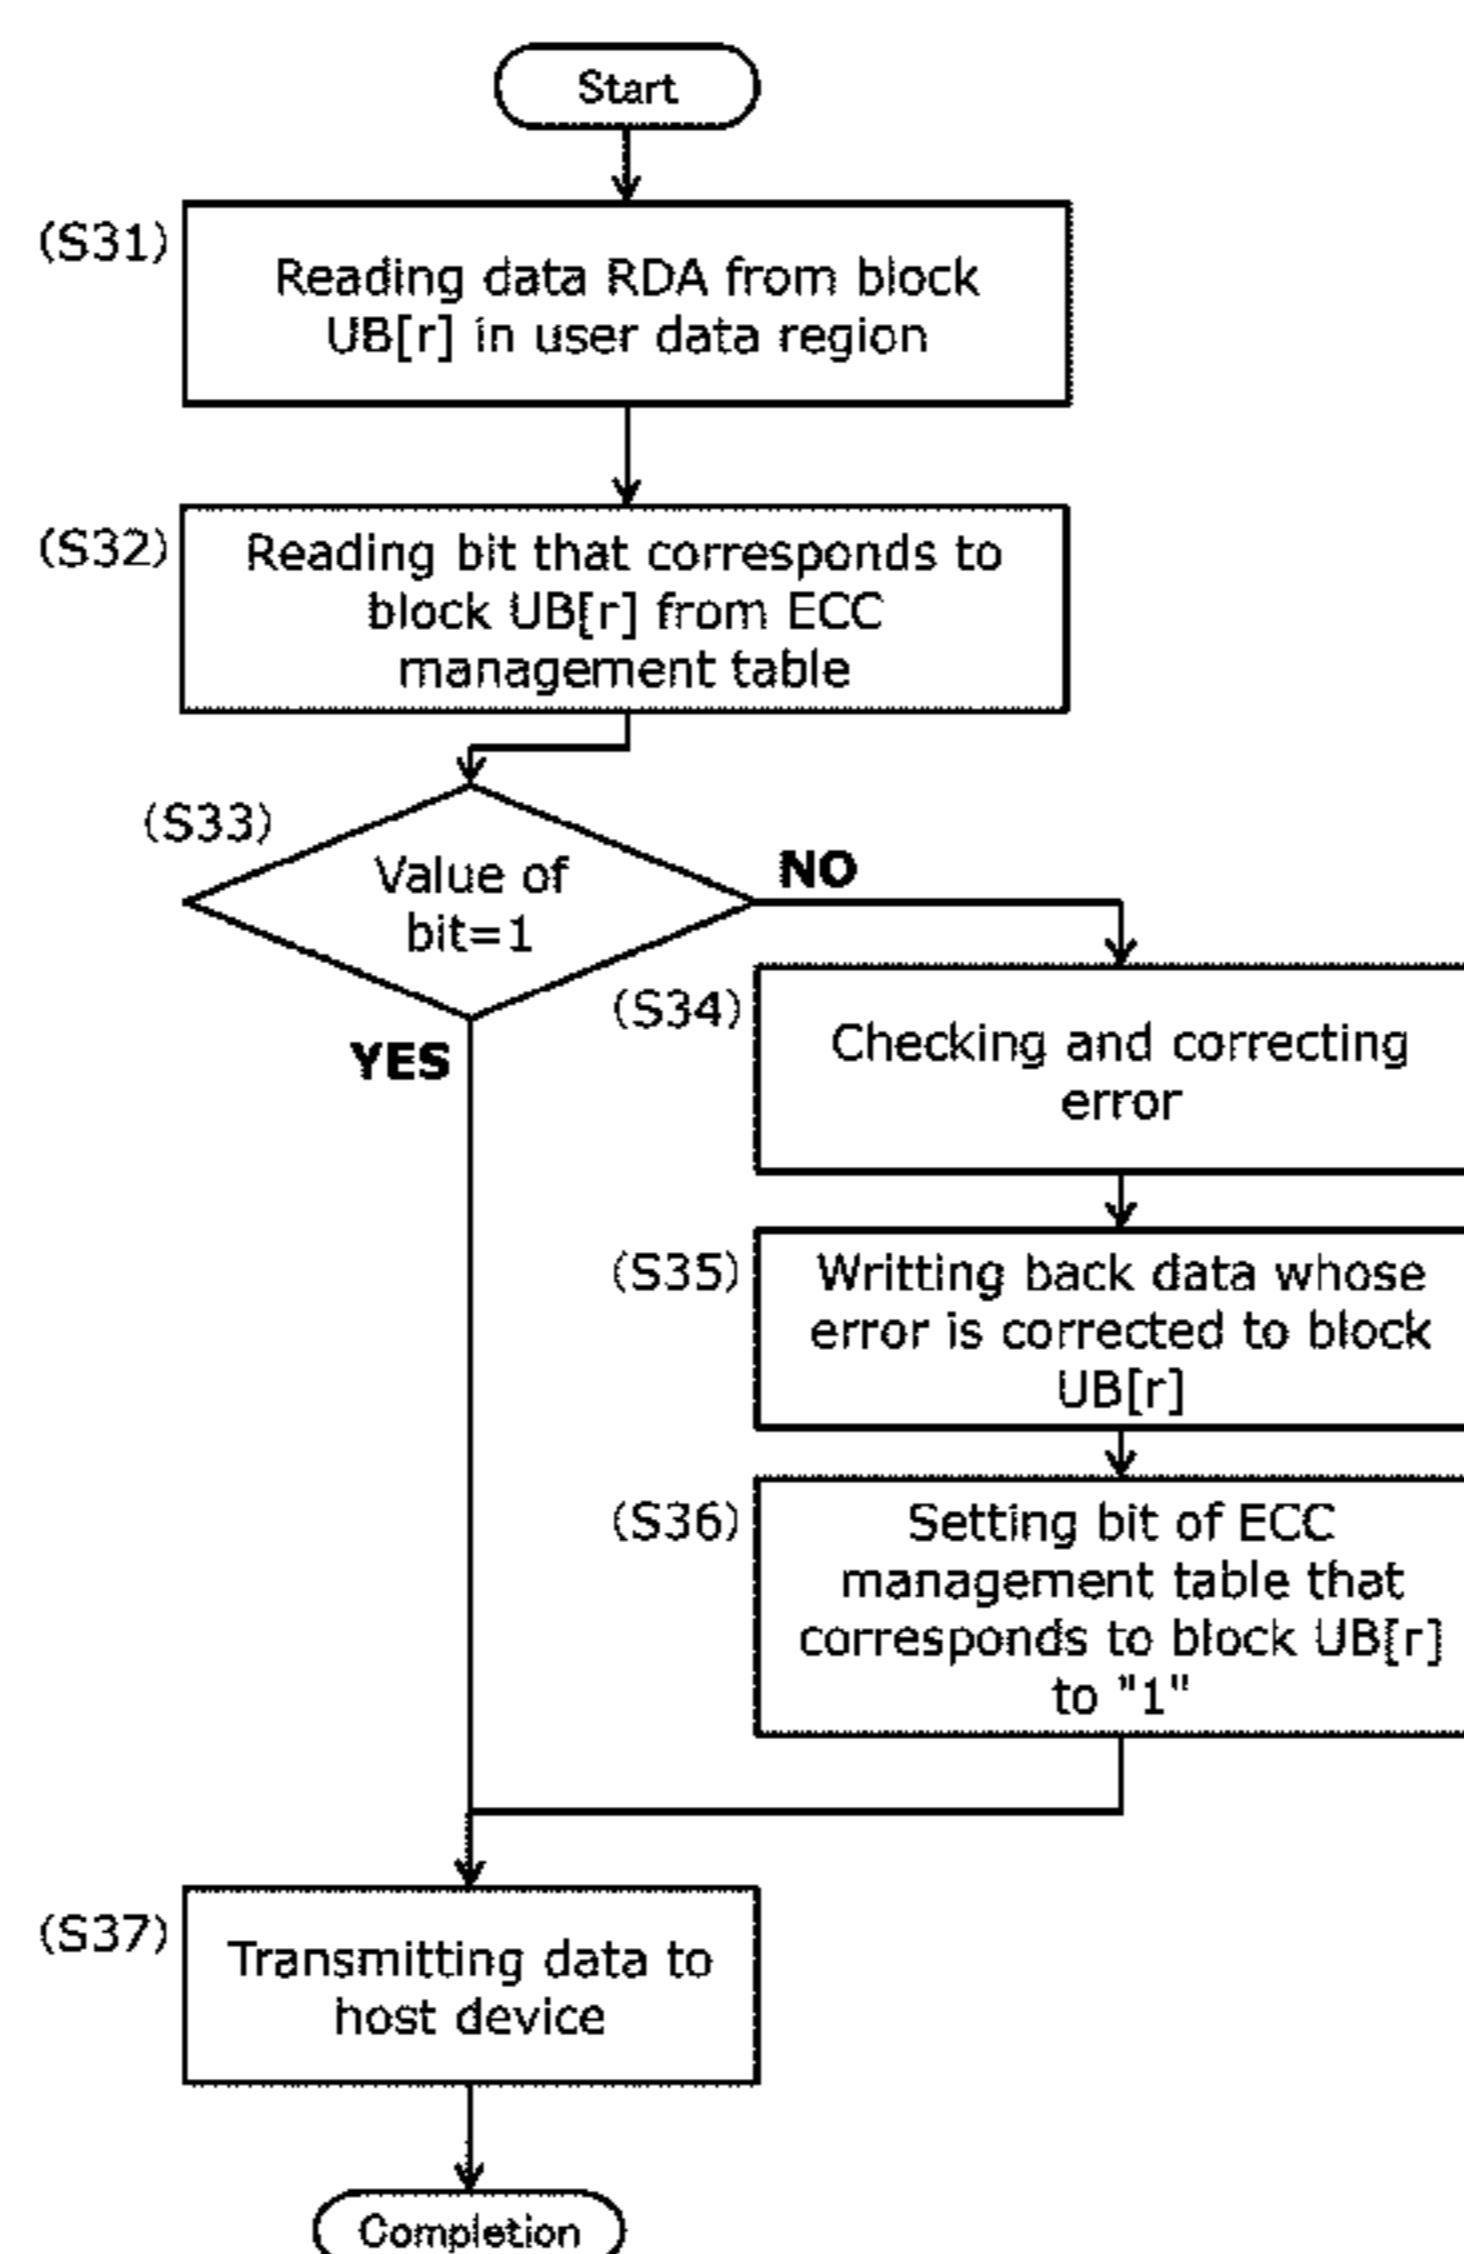 Start
(S31)
Reading data RDA from block
UB[r] in user data region
(S32)
Reading bit that corresponds to
block UB[r] from ECC
management table
(S33)
Value of
bit=1
NO
YES
(S34)
Checking and correcting
error
(S35)
Writting back data whose
error is corrected to block
UB[r]
(S36)
Setting bit of ECC
management table that
corresponds to block UB[r]
to "1"
(S37)
Transmitting data to
host device
Completion